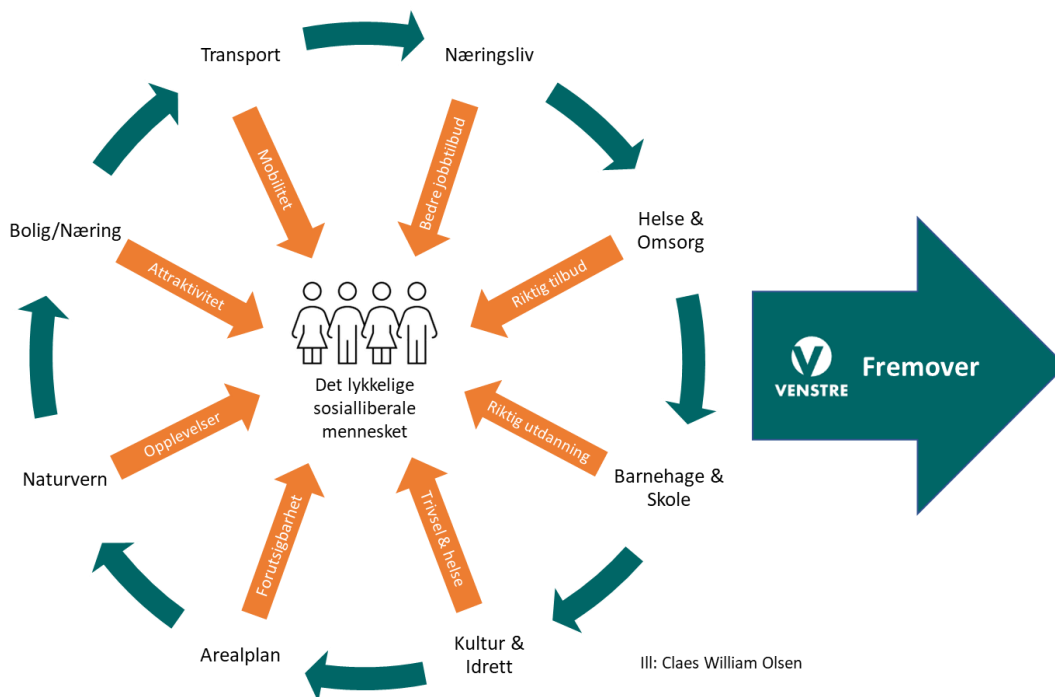 Transport
Næringsliv
Mobilitet
Bedre jobbtilbud
Bolig/Næring
Helse &
Omsorg
Attraktivitet
Riktig tilbud
Det lykkelige
sosialliberale
mennesket
VENSTRE
Fremover
Opplevelser
Riktig utdanning
Naturvern
Barnehage &
Skole
Forutsigbarhet
Trivsel & helse
Arealplan
Kultur &
Idrett
Ill: Claes William Olsen